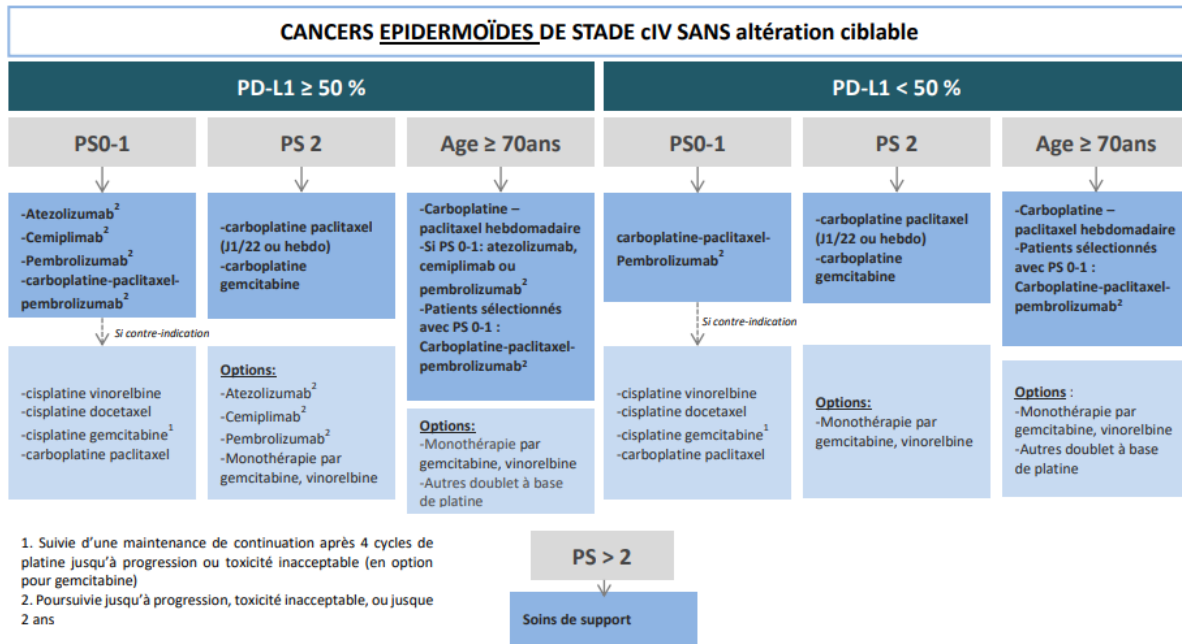 CANCERS EPIDERMOÏDES DE STADE cIV SANS altération ciblable
PD-L1 ≥ 50 %
PS0-1
-Atezolizumab²
-Cemiplimab²
-Pembrolizumab²
-carboplatine-paclitaxel-
pembrolizumab²
Si contre-indication
-cisplatine vinorelbine
-cisplatine docetaxel
-cisplatine gemcitabine¹
-carboplatine paclitaxel
PS 2
-carboplatine paclitaxel
(J1/22 ou hebdo)
-carboplatine
gemcitabine
Options:
-Atezolizumab²
-Cemiplimab²
-Pembrolizumab²
-Monothérapie par
gemcitabine, vinorelbine
Age ≥ 70ans
-Carboplatine –
paclitaxel hebdomadaire
-Si PS 0-1: atezolizumab,
cemiplimab ou
pembrolizumab²
-Patients sélectionnés
avec PS 0-1 :
Carboplatine-paclitaxel-
pembrolizumab²
Options:
-Monothérapie par
gemcitabine, vinorelbine
-Autres doublet à base
de platine
PD-L1 < 50 %
PS0-1
carboplatine-paclitaxel-
Pembrolizumab²
Si contre-indication
-cisplatine vinorelbine
-cisplatine docetaxel
-cisplatine gemcitabine¹
-carboplatine paclitaxel
PS 2
-carboplatine paclitaxel
(J1/22 ou hebdo)
-carboplatine
gemcitabine
Options:
-Monothérapie par
gemcitabine, vinorelbine
Age ≥ 70ans
-Carboplatine –
paclitaxel hebdomadaire
-Patients sélectionnés
avec PS 0-1 :
Carboplatine-paclitaxel-
pembrolizumab²
Options :
-Monothérapie par
gemcitabine, vinorelbine
-Autres doublet à base
de platine
1. Suivie d’une maintenance de continuation après 4 cycles de
platine jusqu’à progression ou toxicité inacceptable (en option
pour gemcitabine)
2. Poursuivie jusqu’à progression, toxicité inacceptable, ou jusque
2 ans
PS > 2
Soins de support